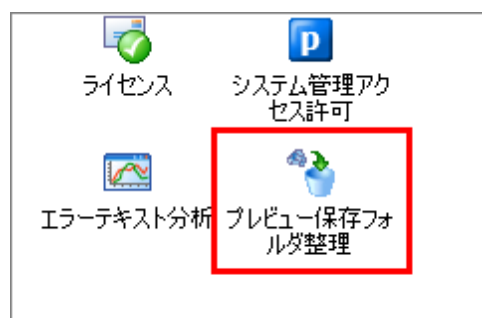 ライセンス
システム管理アク
セス許可
エラーテキスト分析
プレビュー保存フォ
ルダ整理